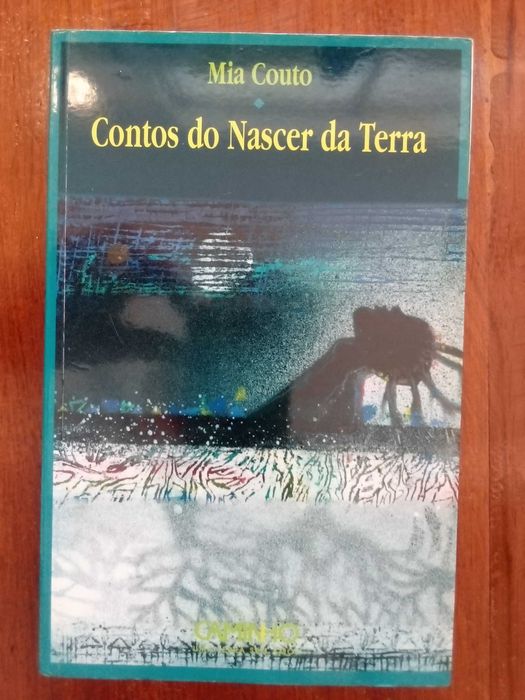 Mia Couto
Contos do Nascer da Terra
CAMINHO